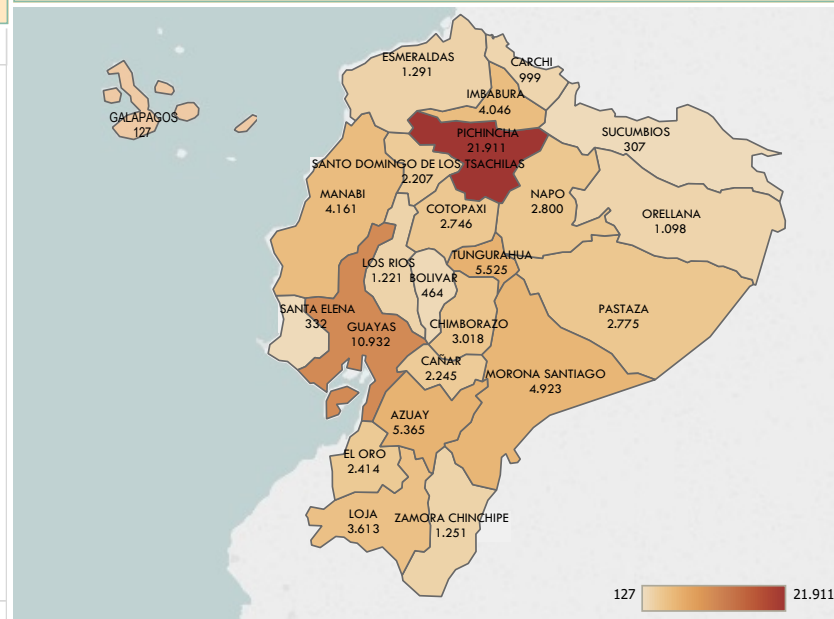 ESMERALDAS
1.291
CARCHI
999
IMBABURA
4.046
GALAPAGOS
127
PICHINCHA
21.911
SUCUMBIOS
307
SANTO DOMINGO DE LOS TSACHILAS
2.207
MANABI
4.161
COTOPAXI
2.746
NAPO
2.800
ORELLANA
1.098
TUNGURAHUA
5.525
LOS RIOS
1.221
BOLIVAR
464
SANTA ELENA
332
GUAYAS
10.932
CHIMBORAZO
3.018
PASTAZA
2.775
CAÑAR
2.245
MORONA SANTIAGO
4.923
AZUAY
5.365
EL ORO
2.414
LOJA
3.613
ZAMORA CHINCHIPE
1.251
127
21.911